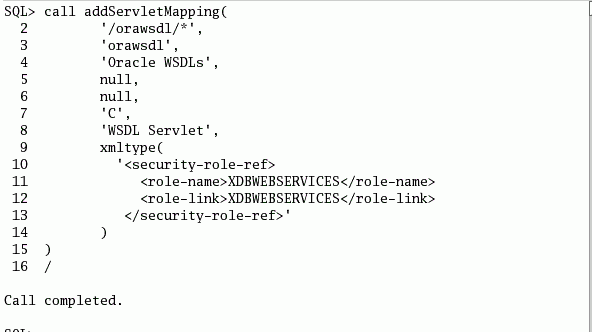 SQL> call addServletMapping(
  2         '/orawsdl/*',
  3         'orawsdl',
  4         'Oracle WSDLs',
  5         null,
  6         null,
  7         'C',
  8         'WSDL Servlet',
  9         xmltype(
 10           '<security-role-ref>
 11              <role-name>XDBWEBSERVICES</role-name>
 12              <role-link>XDBWEBSERVICES</role-link>
 13            </security-role-ref>'
 14         )
 15  )
 16  /
Call completed.
SQL>